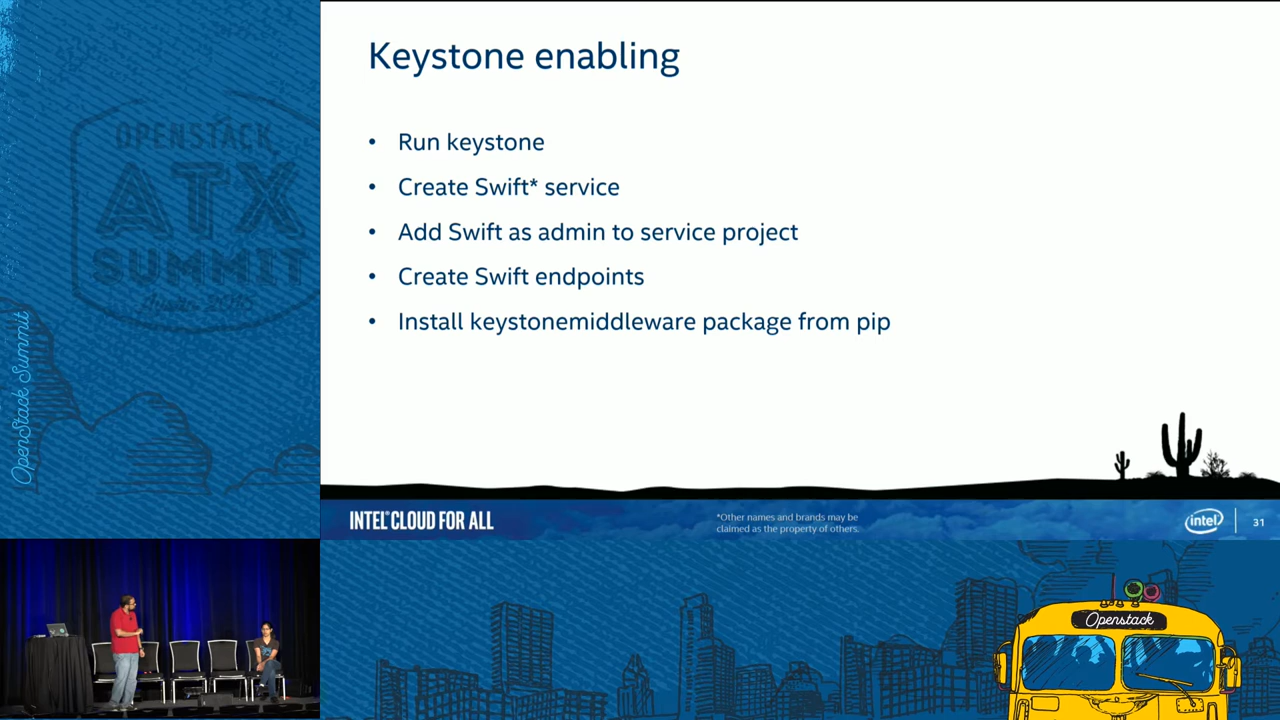 Keystone enabling
• Run keystone
• Create Swift* service
• Add Swift as admin to service project
• Create Swift endpoints
• Install keystonemiddleware package from pip
INTEL® CLOUD FOR ALL
*Other names and brands may be
claimed as the property of others.
intel
31
OPENSTACK
ATX
SUMMIT
Austin 2016
OpenStack Summit
Openstack